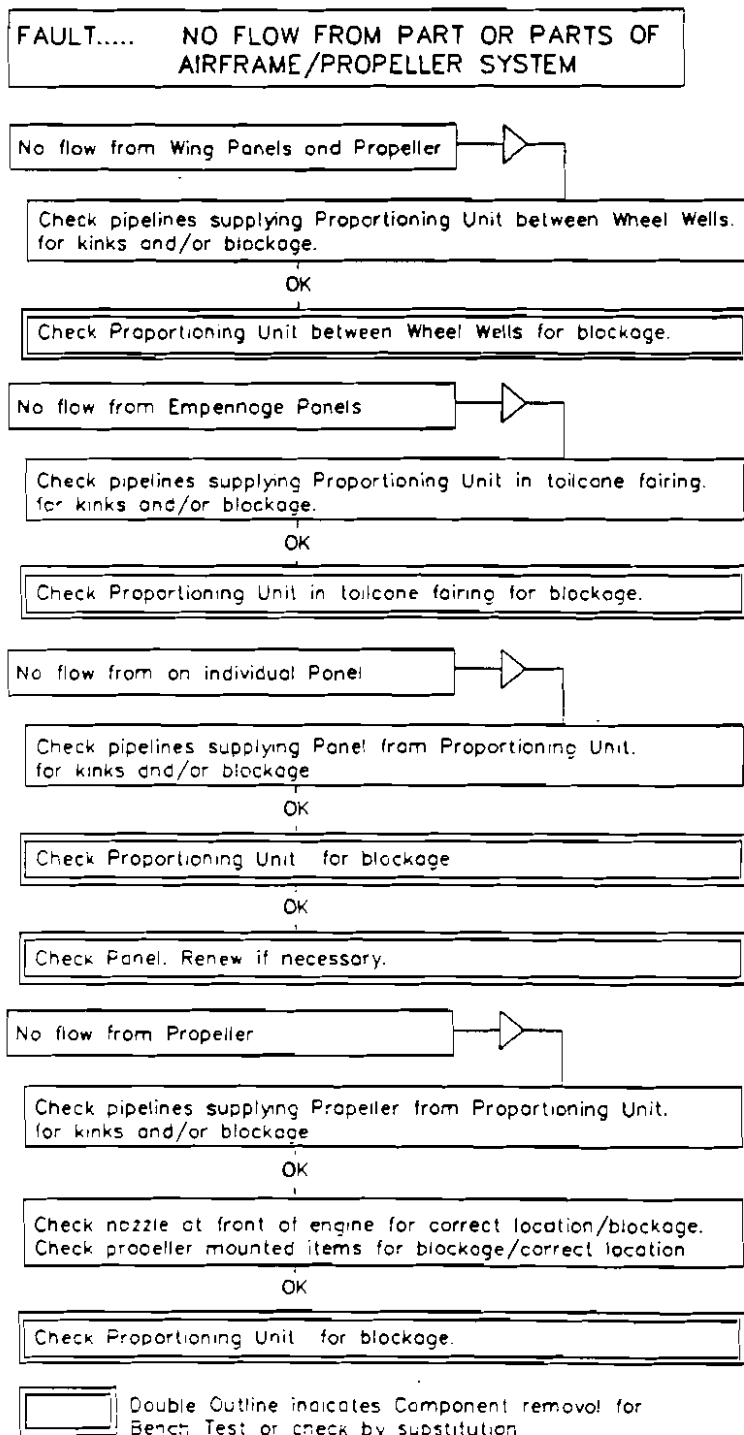 FAULT..... NO FLOW FROM PART OR PARTS OF
AIRFRAME/PROPELLER SYSTEM
No flow from Wing Panels and Propeller
Check pipelines supplying Proportioning Unit between Wheel Wells.
for kinks and/or blockage.
OK
Check Proportioning Unit between Wheel Wells for blockage.
No flow from Empennage Panels
Check pipelines supplying Proportioning Unit in tailcone fairing.
for kinks and/or blockage.
OK
Check Proportioning Unit in tailcone fairing for blockage.
No flow from an individual Panel
Check pipelines supplying Panel from Proportioning Unit.
for kinks and/or blockage
OK
Check Proportioning Unit for blockage
OK
Check Panel. Renew if necessary.
No flow from Propeller
Check pipelines supplying Propeller from Proportioning Unit.
for kinks and/or blockage
OK
Check nozzle at front of engine for correct location/blockage.
Check propeller mounted items for blockage/correct location
OK
Check Proportioning Unit for blockage.
Double Outline indicates Component removal for
Bench Test or check by substitution